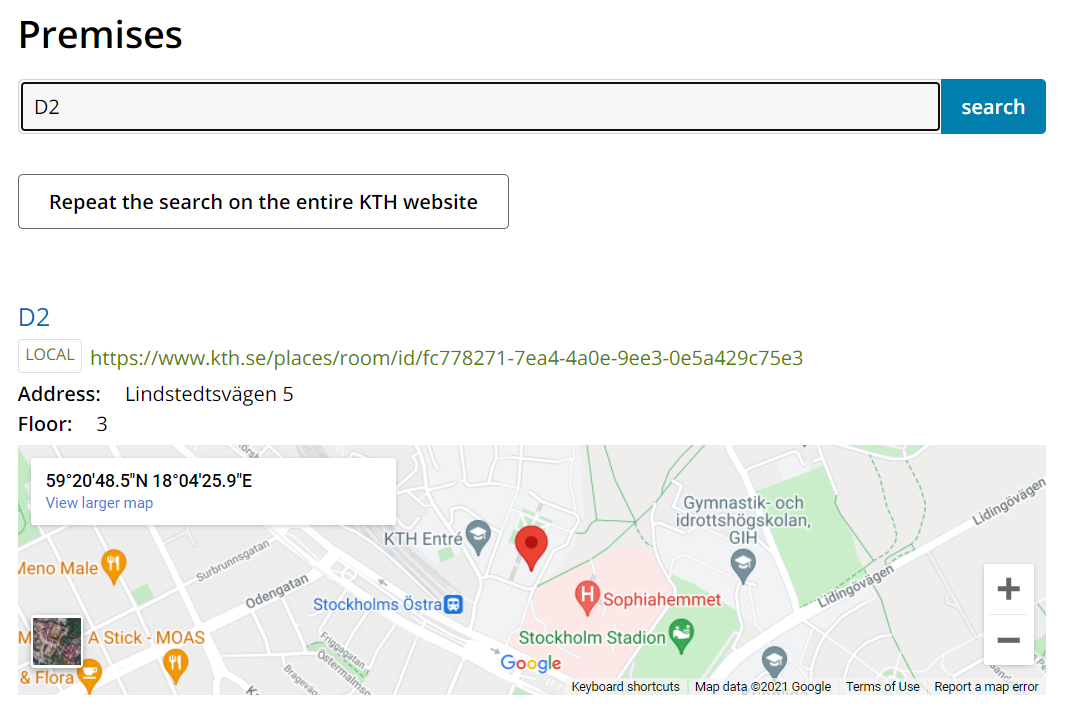 Premises
D2
search
Repeat the search on the entire KTH website
D2
LOCAL https://www.kth.se/places/room/id/fc778271-7ea4-4a0e-9ee3-0e5a429c75e3
Address: Lindstedtsvägen 5
Floor: 3
59°20'48.5"N 18°04'25.9"E
View larger map
Gymnastik- och
idrottshögskolan,
GIH
Lidingövägen
KTH Entré
Surbrunnsgatan
Meno Male
Odengatan
Stockholms Östra
Sophiahemmet
Lidingövägen
Friggagatan
Östermalmsgatan
A Stick - MOAS
Stockholm Stadion
Google
& Flora
Keyboard shortcuts
Map data ©2021 Google
Terms of Use
Report a map error